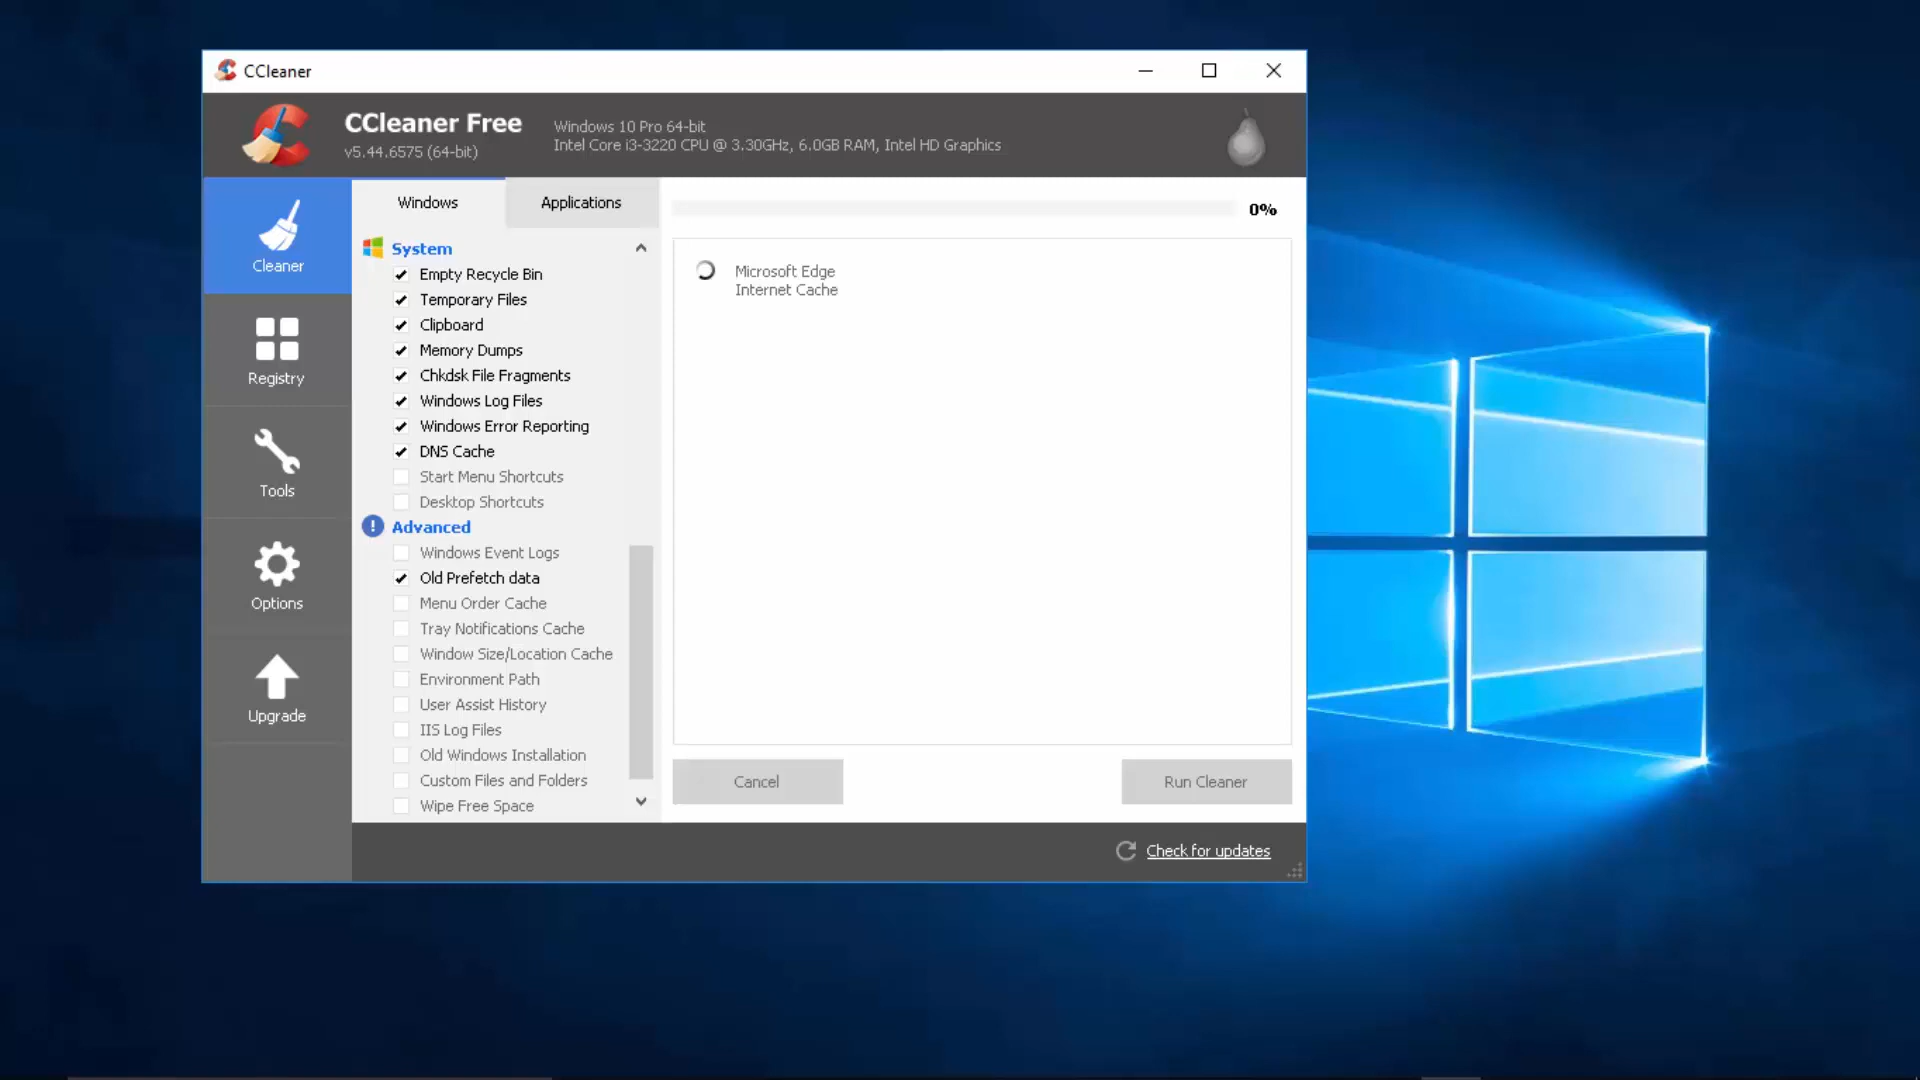 CCleaner
CCleaner Free
v5.44.6575 (64-bit)
Windows 10 Pro 64-bit
Intel Core i3-3220 CPU @ 3.30GHz, 6.0GB RAM, Intel HD Graphics
Cleaner
Registry
Tools
Options
Upgrade
Windows
Applications
System
Empty Recycle Bin
Temporary Files
Clipboard
Memory Dumps
Chkdsk File Fragments
Windows Log Files
Windows Error Reporting
DNS Cache
Start Menu Shortcuts
Desktop Shortcuts
Advanced
Windows Event Logs
Old Prefetch data
Menu Order Cache
Tray Notifications Cache
Window Size/Location Cache
Environment Path
User Assist History
IIS Log Files
Old Windows Installation
Custom Files and Folders
Wipe Free Space
0%
Microsoft Edge
Internet Cache
Cancel
Run Cleaner
Check for updates